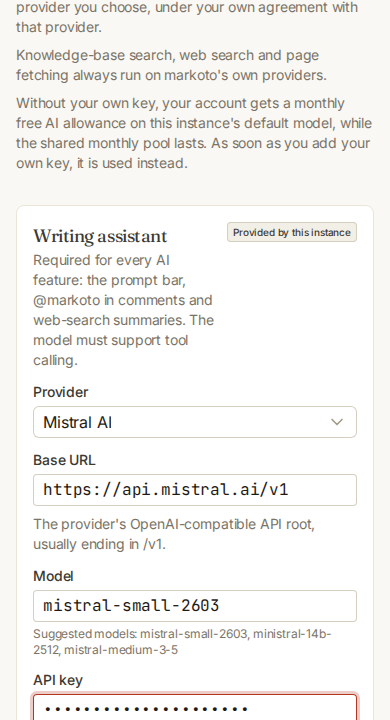 provider you choose, under your own agreement with
that provider.
Knowledge-base search, web search and page
fetching always run on markoto's own providers.
Without your own key, your account gets a monthly
free AI allowance on this instance's default model, while
the shared monthly pool lasts. As soon as you add your
own key, it is used instead.
Writing assistant
Provided by this instance
Required for every AI
feature: the prompt bar,
@markoto in comments and
web-search summaries. The
model must support tool
calling.
Provider
Mistral AI
Base URL
https://api.mistral.ai/v1
The provider's OpenAI-compatible API root,
usually ending in /v1.
Model
mistral-small-2603
Suggested models: mistral-small-2603, ministral-14b-
2512, mistral-medium-3-5
API key
•••••••••••••••••••••